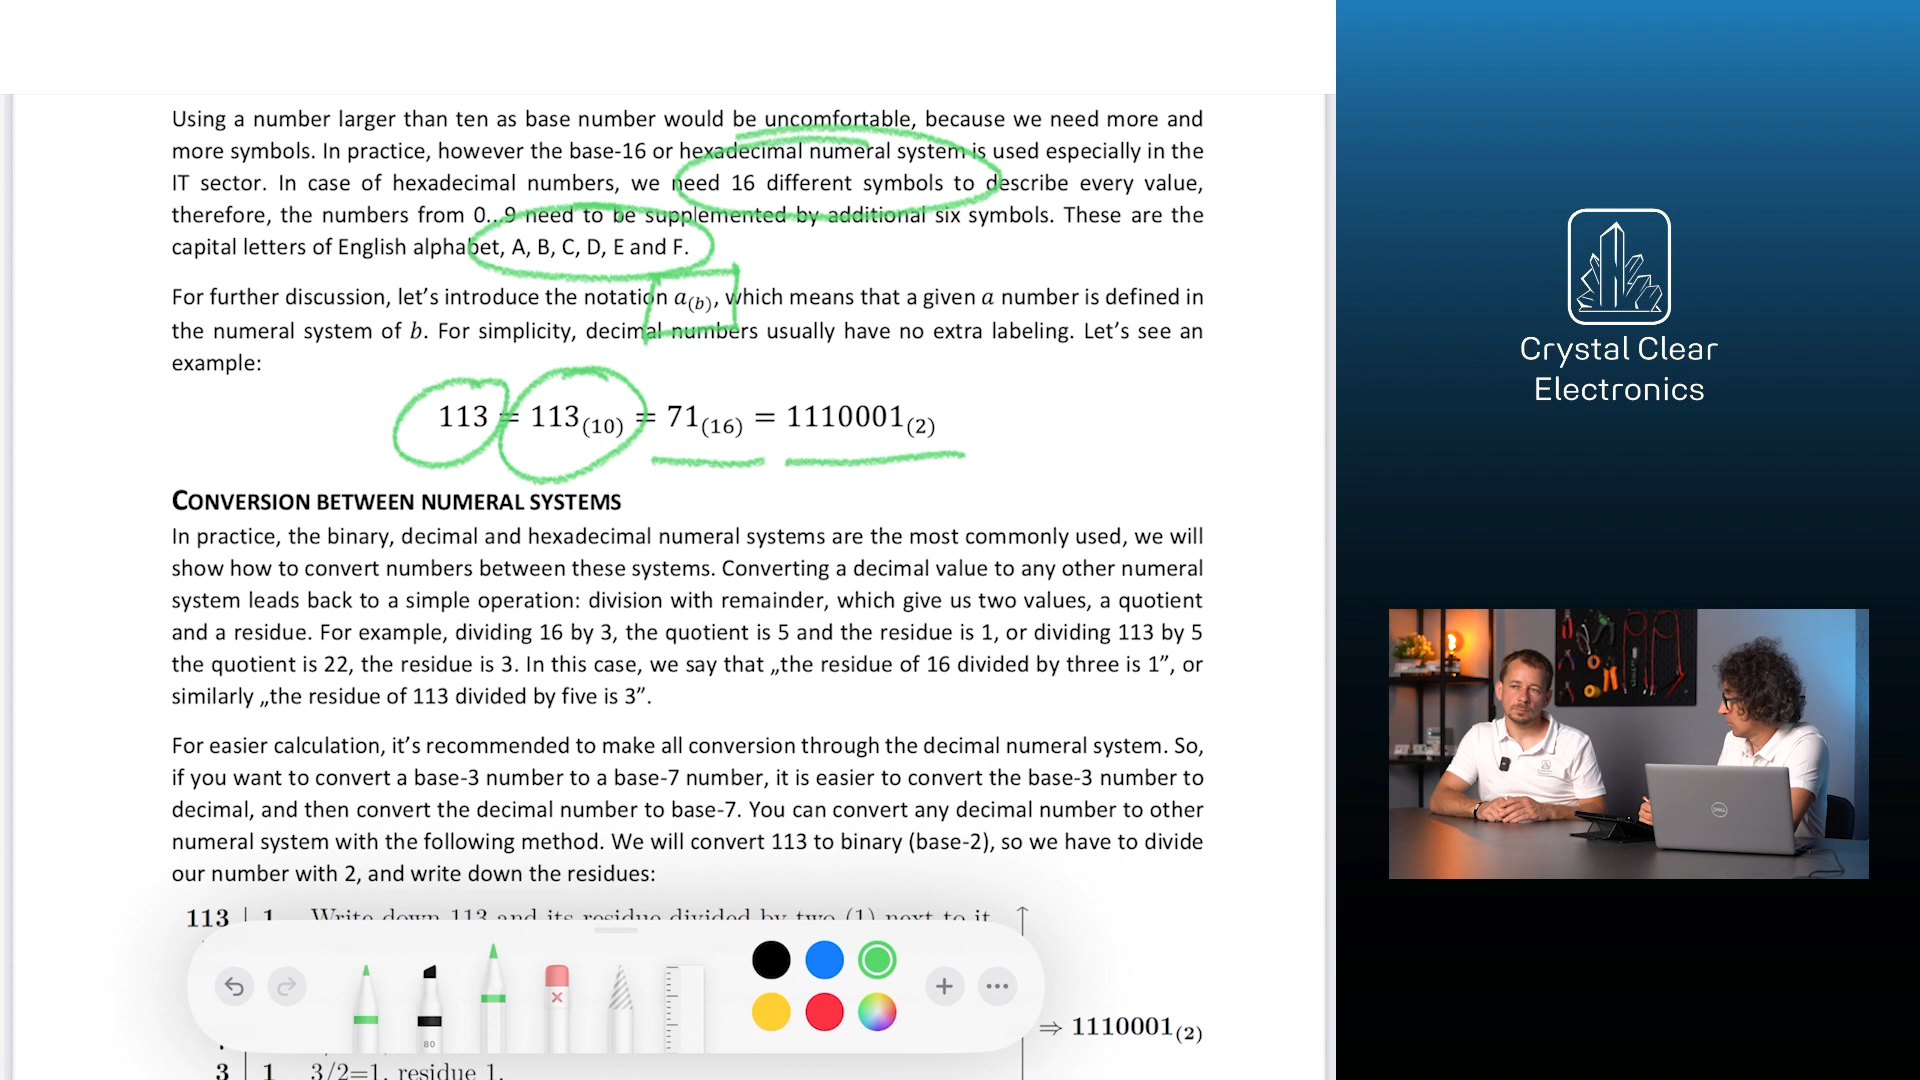 Using a number larger than ten as base number would be uncomfortable, because we need more and
more symbols. In practice, however the base-16 or hexadecimal numeral system is used especially in the
IT sector. In case of hexadecimal numbers, we need 16 different symbols to describe every value,
therefore, the numbers from 0...9 need to be supplemented by additional six symbols. These are the
capital letters of English alphabet, A, B, C, D, E and F.
For further discussion, let's introduce the notation a(b), which means that a given a number is defined in
the numeral system of b. For simplicity, decimal numbers usually have no extra labeling. Let's see an
example:
113 = 113(10) = 71(16) = 1110001(2)
CONVERSION BETWEEN NUMERAL SYSTEMS
In practice, the binary, decimal and hexadecimal numeral systems are the most commonly used, we will
show how to convert numbers between these systems. Converting a decimal value to any other numeral
system leads back to a simple operation: division with remainder, which give us two values, a quotient
and a residue. For example, dividing 16 by 3, the quotient is 5 and the residue is 1, or dividing 113 by 5
the quotient is 22, the residue is 3. In this case, we say that „the residue of 16 divided by three is 1”, or
similarly „the residue of 113 divided by five is 3”.
For easier calculation, it's recommended to make all conversion through the decimal numeral system. So,
if you want to convert a base-3 number to a base-7 number, it is easier to convert the base-3 number to
decimal, and then convert the decimal number to base-7. You can convert any decimal number to other
numeral system with the following method. We will convert 113 to binary (base-2), so we have to divide
our number with 2, and write down the residues:
113 | 1 Write down 113 and its residue divided by two (1) next to it
80
⇒ 1110001(2)
3 | 1 3/2=1, residue 1.
Crystal Clear
Electronics
DELL